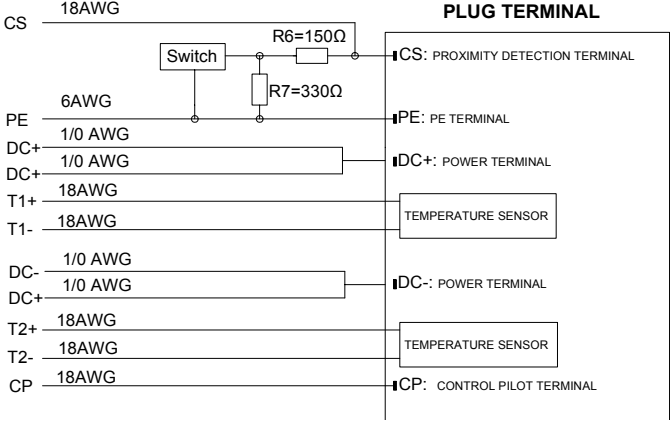 PLUG TERMINAL
CS 18AWG
R6=150Ω
Switch
CS: PROXIMITY DETECTION TERMINAL
R7=330Ω
PE 6AWG
PE: PE TERMINAL
DC+ 1/0 AWG
DC+ 1/0 AWG
DC+: POWER TERMINAL
T1+ 18AWG
T1- 18AWG
TEMPERATURE SENSOR
DC- 1/0 AWG
DC+ 1/0 AWG
DC-: POWER TERMINAL
T2+ 18AWG
T2- 18AWG
TEMPERATURE SENSOR
CP 18AWG
CP: CONTROL PILOT TERMINAL